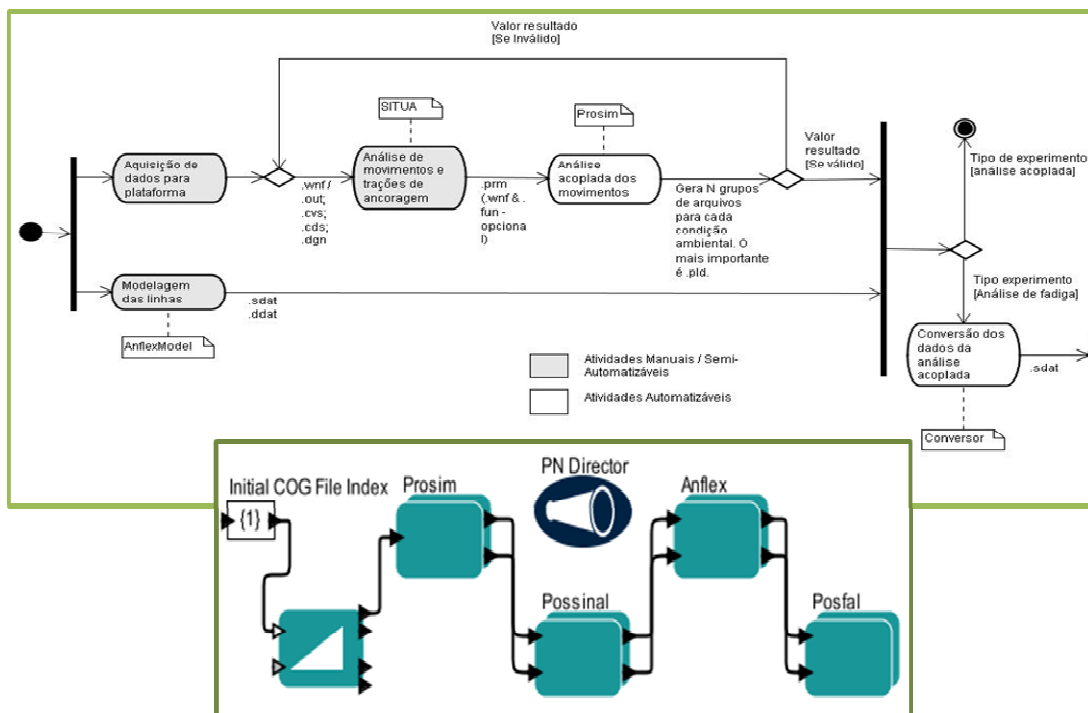 Valor resultado
[Se Inválido]
SITUA
Prosim
Aquisição de
dados para
plataforma
.wnf /
.out;
.cvs;
.cds;
.dgn
Análise de
movimentos e
trações de
ancoragem
.prm
(.wnf & .
fun -
opciona
l)
Análise
acoplada dos
movimentos
Gera N grupos
de arquivos
para cada
condição
ambiental. O
mais importante
é .pld.
Valor
resultado
[Se válido]
Tipo de experimento
[análise acoplada]
Modelagem
das linhas
.sdat
.ddat
AnflexModel
Tipo experimento
[Análise de fadiga]
Conversão dos
dados da
análise
acoplada
.sdat
Conversor
Atividades Manuais / Semi-
Automatizáveis
Atividades Automatizáveis
Initial COG File Index
{1}
Prosim
PN Director
Anflex
Possinal
Posfal